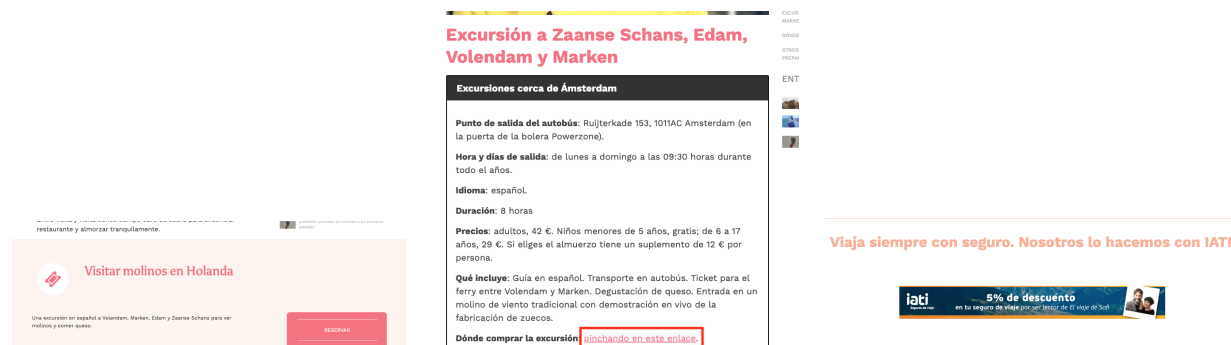 restaurante y almorzar tranquilamente.
Visitar molinos en Holanda
Una excursión en español a Volendam, Marken, Edam y Zaanse Schans para ver
molinos y comer queso.
RESERVAR
Excursión a Zaanse Schans, Edam,
Volendam y Marken
Excursiones cerca de Ámsterdam
Punto de salida del autobús: Ruijterkade 153, 1011AC Amsterdam (en
la puerta de la bolera Powerzone).
Hora y días de salida: de lunes a domingo a las 09:30 horas durante
todo el años.
Idioma: español.
Duración: 8 horas
Precios: adultos, 42 €. Niños menores de 5 años, gratis; de 6 a 17
años, 29 €. Si eliges el almuerzo tiene un suplemento de 12 € por
persona.
Qué incluye: Guía en español. Transporte en autobús. Ticket para el
ferry entre Volendam y Marken. Degustación de queso. Entrada en un
molino de viento tradicional con demostración en vivo de la
fabricación de zuecos.
Dónde comprar la excursión: pinchando en este enlace.
EXCUR
MARKE
DÓNDE
OTROS
PREPAR
ENT
Viaja siempre con seguro. Nosotros lo hacemos con IATI
iati
Seguros de viaje
5% de descuento
en tu seguro de viaje por ser lector de El viaje de Sofi